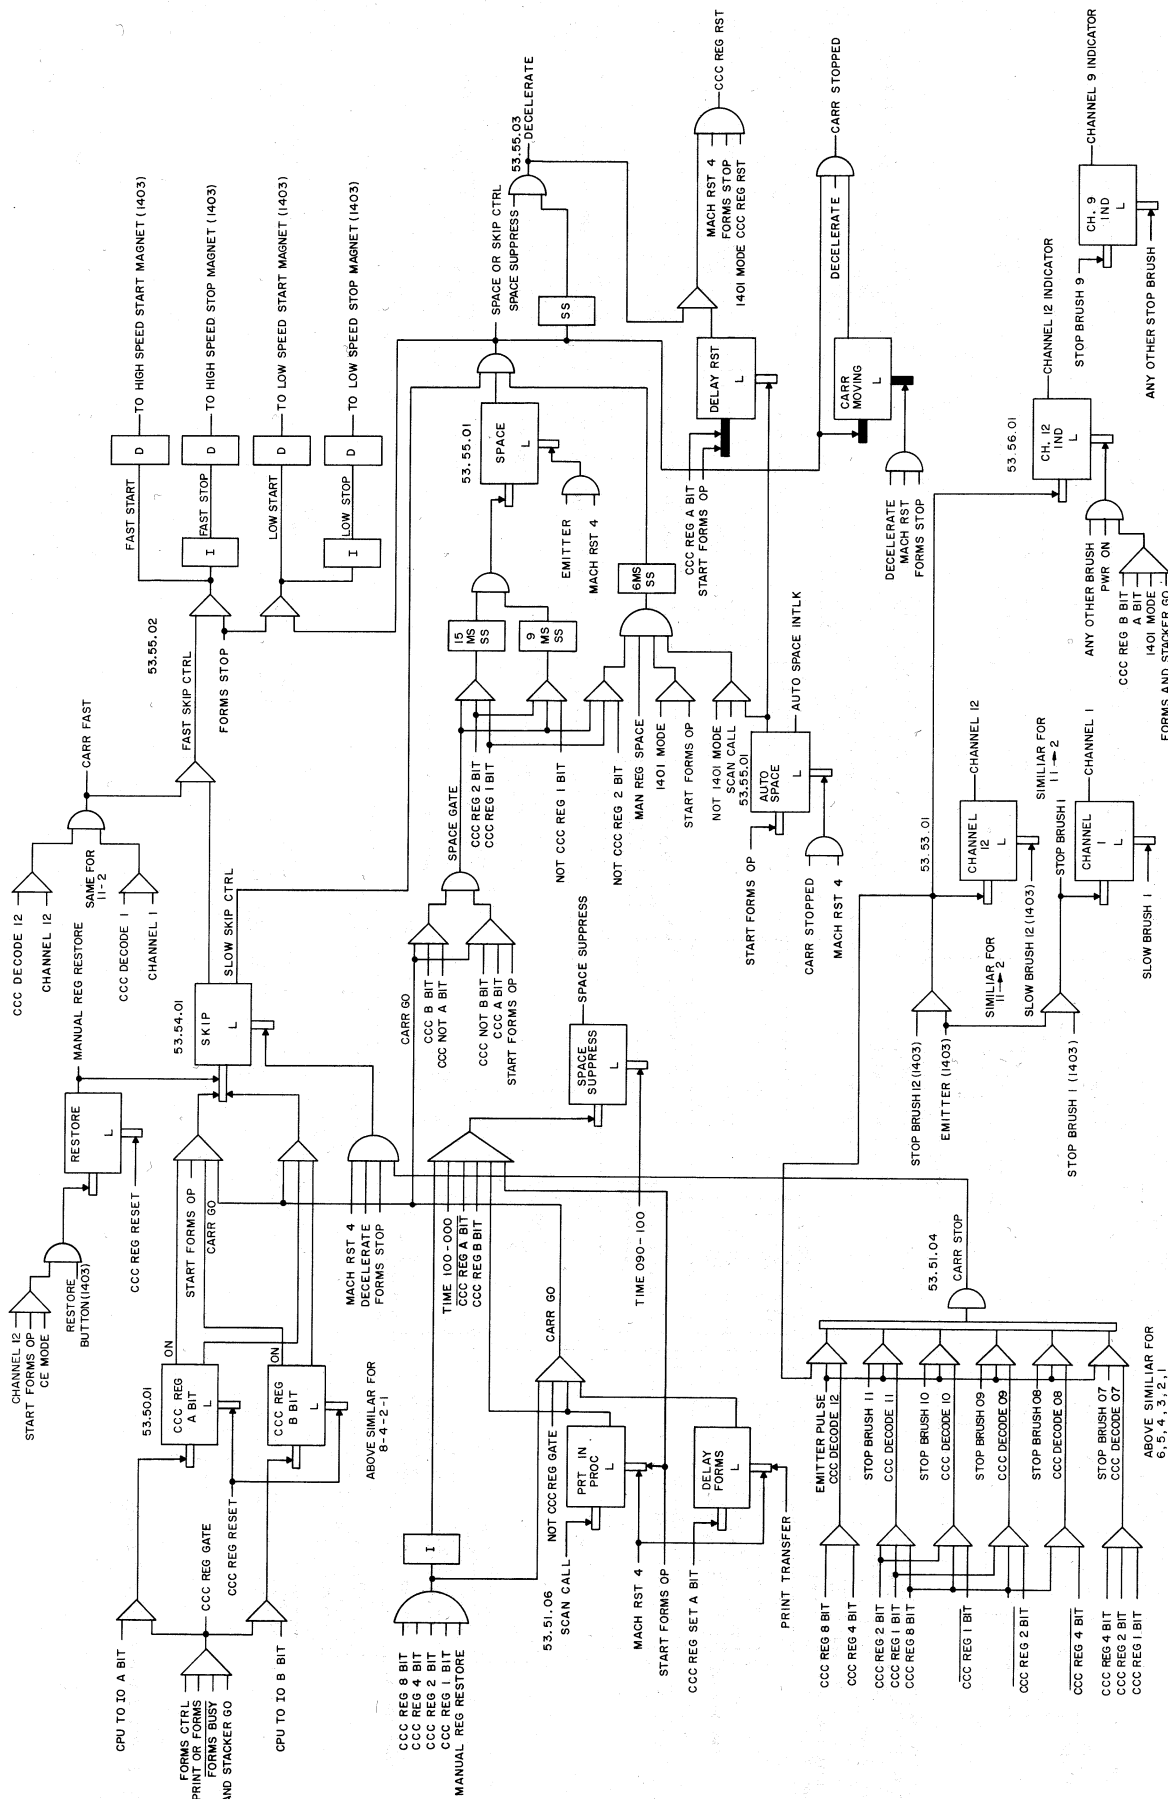 CPU TO IO A BIT
FORMS CTRL
PRINT OR FORMS
FORMS BUSY
AND STACKER GO
CCC REG GATE
CCC REG RESET
CPU TO IO B BIT
53.50.01
CCC REG
A BIT
L
ON
CCC REG
B BIT
L
ON
ABOVE SIMILAR FOR
8-4-2-1
CHANNEL 12
START FORMS OP
CE MODE
RESTORE
BUTTON (1403)
RESTORE
L
CCC REG RESET
MANUAL REG RESTORE
START FORMS OP
CARR GO
53.54.01
SKIP
L
SLOW SKIP CTRL
MACH RST 4
DECELERATE
FORMS STOP
CCC DECODE 12
CHANNEL 12
SAME FOR
11-2
CCC DECODE 1
CHANNEL 1
CARR FAST
FAST SKIP CTRL
53.55.02
FORMS STOP
FAST START
FAST STOP
LOW START
LOW STOP
I
I
D
D
D
D
TO HIGH SPEED START MAGNET (1403)
TO HIGH SPEED STOP MAGNET (1403)
TO LOW SPEED START MAGNET (1403)
TO LOW SPEED STOP MAGNET (1403)
CCC REG 8 BIT
CCC REG 4 BIT
CCC REG 2 BIT
CCC REG 1 BIT
MANUAL REG RESTORE
I
TIME 100-000
CCC REG A BIT
CCC REG B BIT
SPACE
SUPPRESS
L
SPACE SUPPRESS
TIME 090-100
53.51.06
SCAN CALL
NOT CCC REG GATE
CARR GO
PRT IN
PROC
L
MACH RST 4
START FORMS OP
CCC REG SET A BIT
DELAY
FORMS
L
PRINT TRANSFER
CARR GO
CCC B BIT
CCC NOT A BIT
CCC NOT B BIT
CCC A BIT
START FORMS OP
SPACE GATE
CCC REG 2 BIT
CCC REG 1 BIT
NOT CCC REG 1 BIT
NOT CCC REG 2 BIT
MAN REG SPACE
1401 MODE
START FORMS OP
NOT 1401 MODE
SCAN CALL
53.55.01
15
MS
SS
9
MS
SS
6MS
SS
53.55.01
SPACE
L
EMITTER
MACH RST 4
SPACE OR SKIP CTRL
SPACE SUPPRESS
SS
53.55.03
DECELERATE
START FORMS OP
AUTO
SPACE
L
AUTO SPACE INTLK
CARR STOPPED
MACH RST 4
CCC REG A BIT
START FORMS OP
DELAY RST
L
MACH RST 4
FORMS STOP
1401 MODE CCC REG RST
CCC REG RST
CARR
MOVING
L
DECELERATE
MACH RST
FORMS STOP
DECELERATE
CARR STOPPED
CCC REG 8 BIT
CCC REG 4 BIT
CCC REG 2 BIT
CCC REG 1 BIT
CCC REG 8 BIT
CCC REG 1 BIT
CCC REG 2 BIT
CCC REG 4 BIT
CCC REG 4 BIT
CCC REG 2 BIT
CCC REG 1 BIT
EMITTER PULSE
CCC DECODE 12
STOP BRUSH 11
CCC DECODE 11
STOP BRUSH 10
CCC DECODE 10
STOP BRUSH 09
CCC DECODE 09
STOP BRUSH 08
CCC DECODE 08
STOP BRUSH 07
CCC DECODE 07
ABOVE SIMILIAR FOR
6,5,4,3,2,1
53.51.04
CARR STOP
STOP BRUSH 12 (1403)
EMITTER (1403)
STOP BRUSH 1 (1403)
SIMILIAR FOR
11→2
53.53.01
CHANNEL
12
L
CHANNEL 12
SLOW BRUSH 12 (1403)
STOP BRUSH 1
SIMILIAR FOR
11→2
CHANNEL
1
L
CHANNEL 1
SLOW BRUSH 1
53.56.01
CH. 12
IND
L
CHANNEL 12 INDICATOR
ANY OTHER BRUSH
PWR ON
CCC REG B BIT
A BIT
1401 MODE
FORMS AND STACKER GO
STOP BRUSH 9
CH. 9
IND
L
CHANNEL 9 INDICATOR
ANY OTHER STOP BRUSH